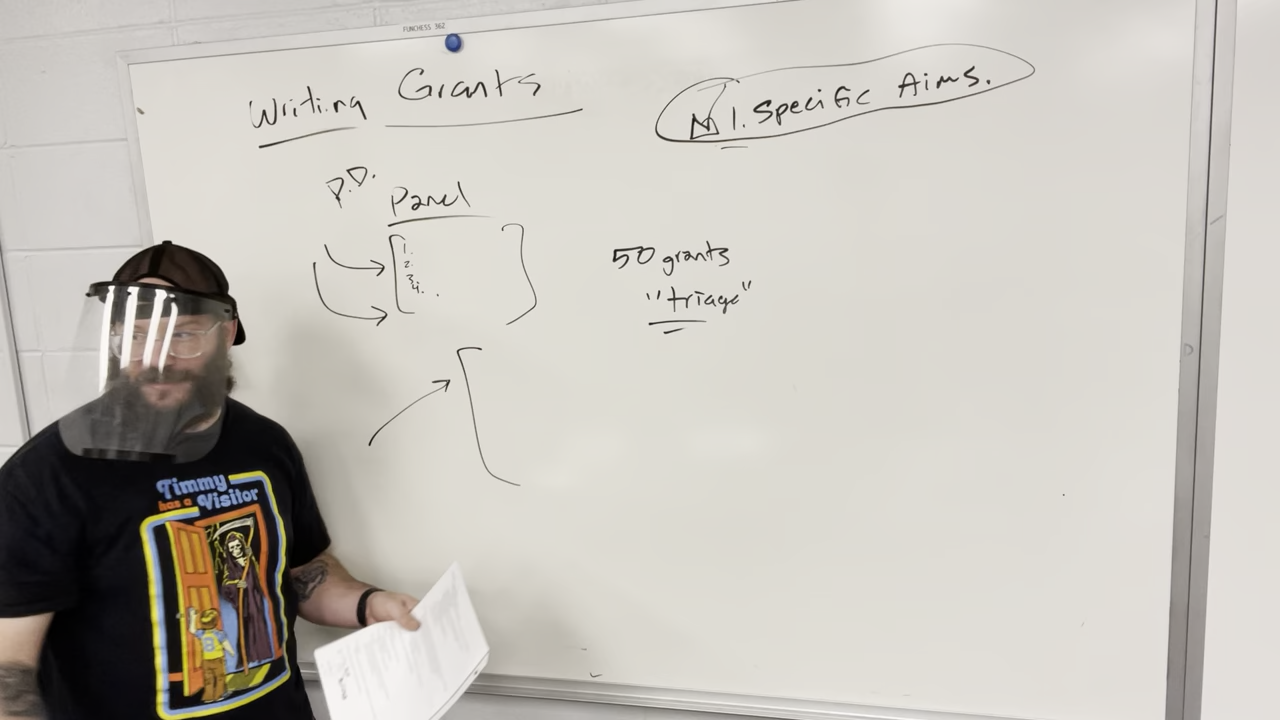 FUNCHESS 362
Writing Grants
1. Specific Aims.
P.D.
Panel
1.
2.
3.
4.
50 grants
"triage"
Timmy
has a Visitor